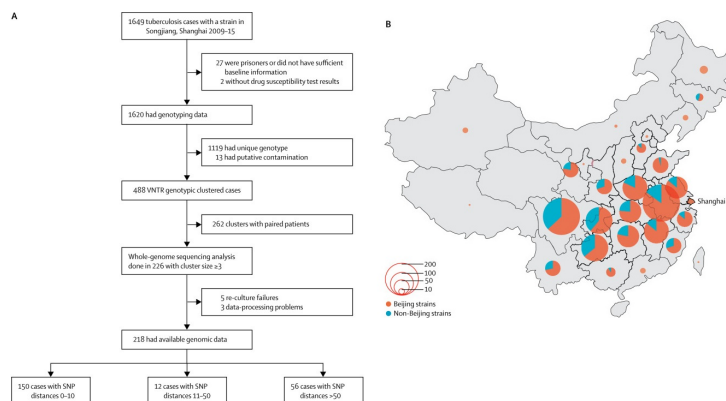 A
1649 tuberculosis cases with a strain in
Songjiang, Shanghai 2009–15
27 were prisoners or did not have sufficient
baseline information
2 without drug susceptibility test results
1620 had genotyping data
1119 had unique genotype
13 had putative contamination
488 VNTR genotypic clustered cases
262 clusters with paired patients
Whole-genome sequencing analysis
done in 226 with cluster size ≥3
5 re-culture failures
3 data-processing problems
218 had available genomic data
150 cases with SNP
distances 0–10
12 cases with SNP
distances 11–50
56 cases with SNP
distances >50
B
Shanghai
200
100
50
10
Beijing strains
Non-Beijing strains